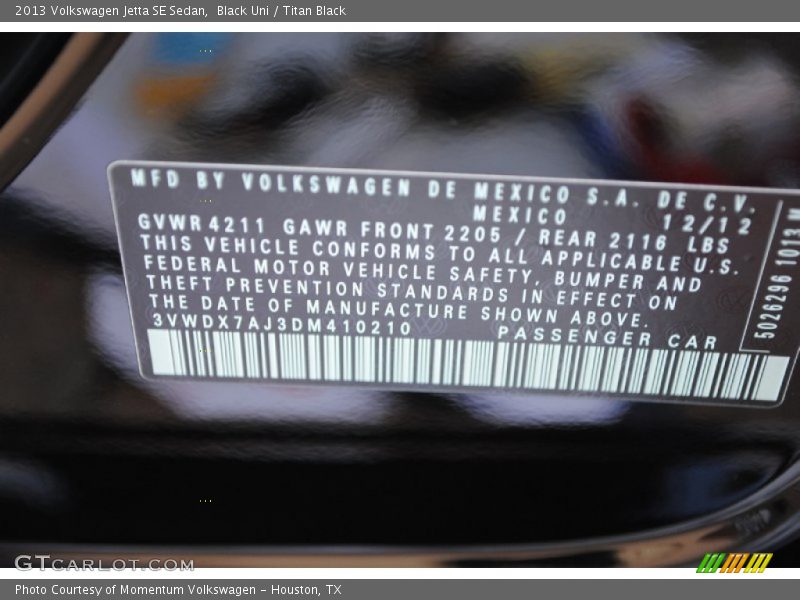 2013 Volkswagen Jetta SE Sedan, Black Uni / Titan Black
MFD BY VOLKSWAGEN DE MEXICO S.A. DE C.V.
MEXICO 12/12
GVWR 4211 GAWR FRONT 2205 / REAR 2116 LBS
THIS VEHICLE CONFORMS TO ALL APPLICABLE U.S.
FEDERAL MOTOR VEHICLE SAFETY, BUMPER AND
THEFT PREVENTION STANDARDS IN EFFECT ON
THE DATE OF MANUFACTURE SHOWN ABOVE.
3VWDX7AJ3DM410210 PASSENGER CAR
5026296 1013 M
GTCARLOT.COM
Photo Courtesy of Momentum Volkswagen - Houston, TX